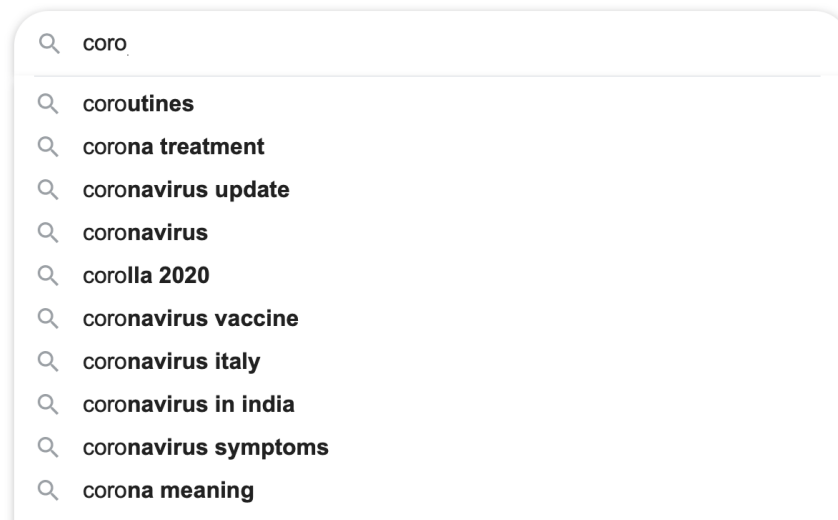 coro
coroutines
corona treatment
coronavirus update
coronavirus
corolla 2020
coronavirus vaccine
coronavirus italy
coronavirus in india
coronavirus symptoms
corona meaning